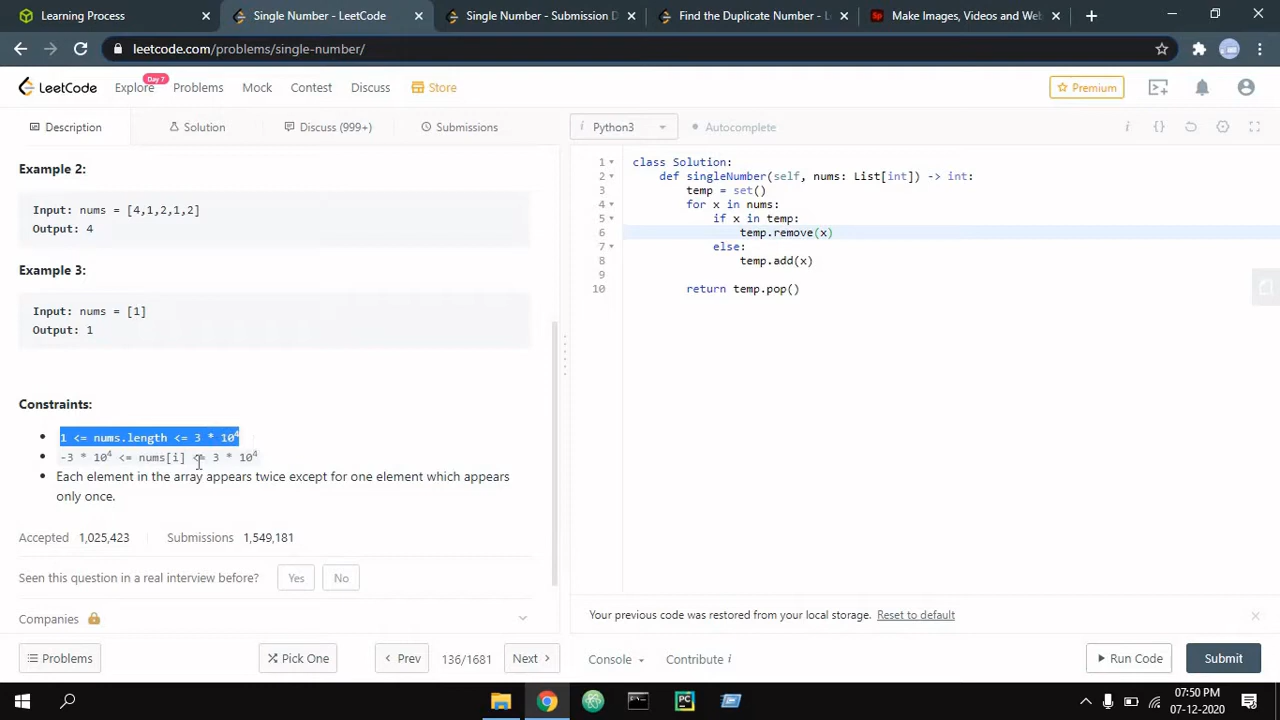 Learning Process
Single Number - LeetCode
Single Number - Submission D
Find the Duplicate Number - L
Sp
Make Images, Videos and Web
leetcode.com/problems/single-number/
LeetCode
Explore
Day 7
Problems
Mock
Contest
Discuss
Store
Premium
Description
Solution
Discuss (999+)
Submissions
i Python3
Autocomplete
Example 2:
Input: nums = [4,1,2,1,2]
Output: 4
Example 3:
Input: nums = [1]
Output: 1
Constraints:
1 <= nums.length <= 3 * 10⁴
-3 * 10⁴ <= nums[i] <= 3 * 10⁴
Each element in the array appears twice except for one element which appears
only once.
Accepted 1,025,423 Submissions 1,549,181
Seen this question in a real interview before? Yes No
Companies
1 class Solution:
2 def singleNumber(self, nums: List[int]) -> int:
3 temp = set()
4 for x in nums:
5 if x in temp:
6 temp.remove(x)
7 else:
8 temp.add(x)
9
10 return temp.pop()
Your previous code was restored from your local storage. Reset to default
Problems
Pick One
Prev
136/1681
Next
Console
Contribute i
Run Code
Submit
07:50 PM
07-12-2020